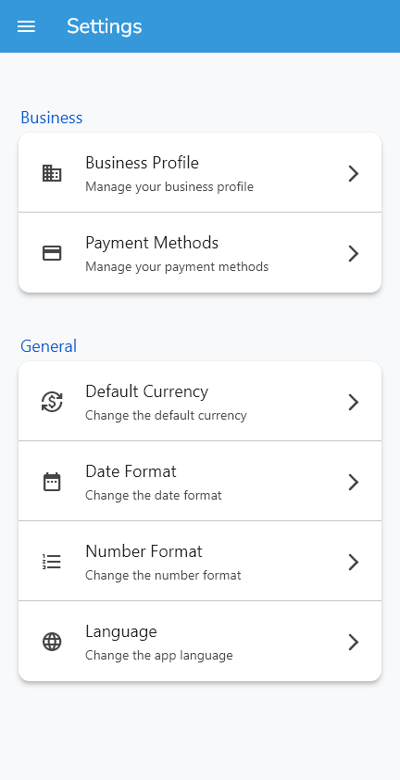 Settings
Business
Business Profile
Manage your business profile
Payment Methods
Manage your payment methods
General
Default Currency
Change the default currency
Date Format
Change the date format
Number Format
Change the number format
Language
Change the app language